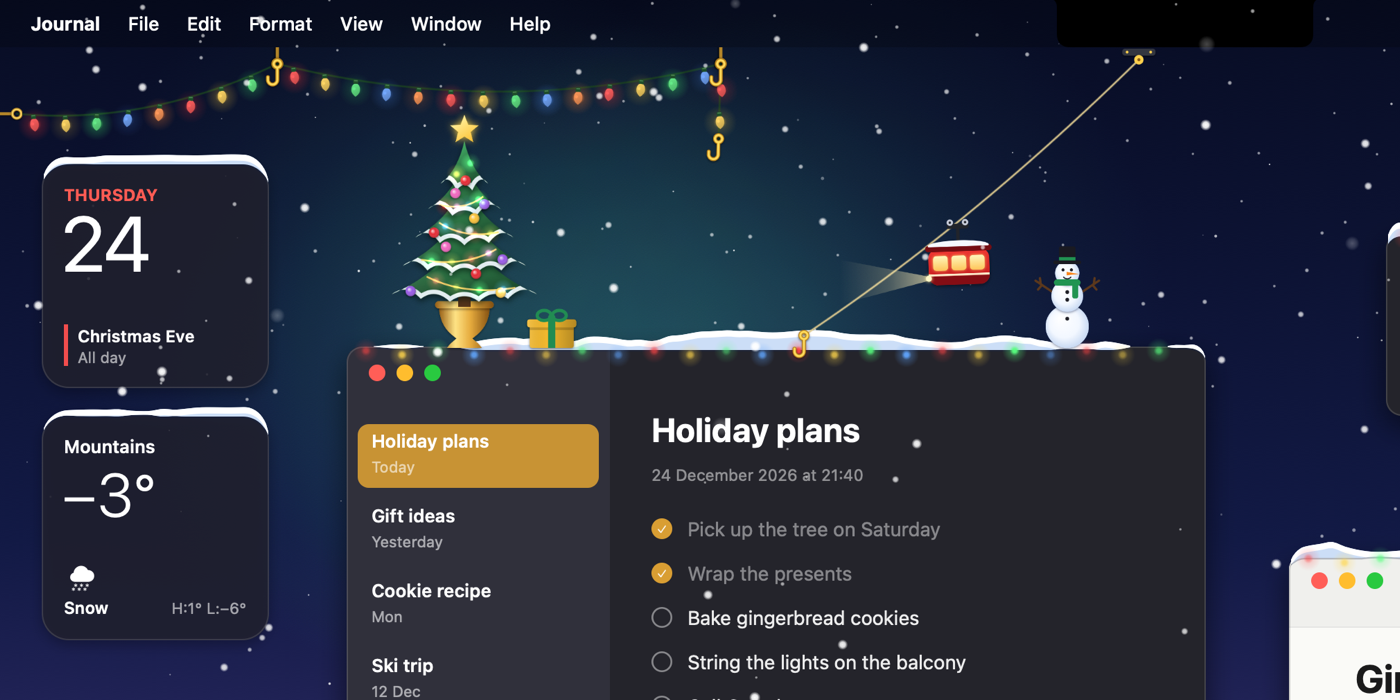 Journal File Edit Format View Window Help
THURSDAY
24
Christmas Eve
All day
Mountains
−3°
Snow
H:1° L:−6°
Holiday plans
Today
Gift ideas
Yesterday
Cookie recipe
Mon
Ski trip
12 Dec
Holiday plans
24 December 2026 at 21:40
Pick up the tree on Saturday
Wrap the presents
Bake gingerbread cookies
String the lights on the balcony